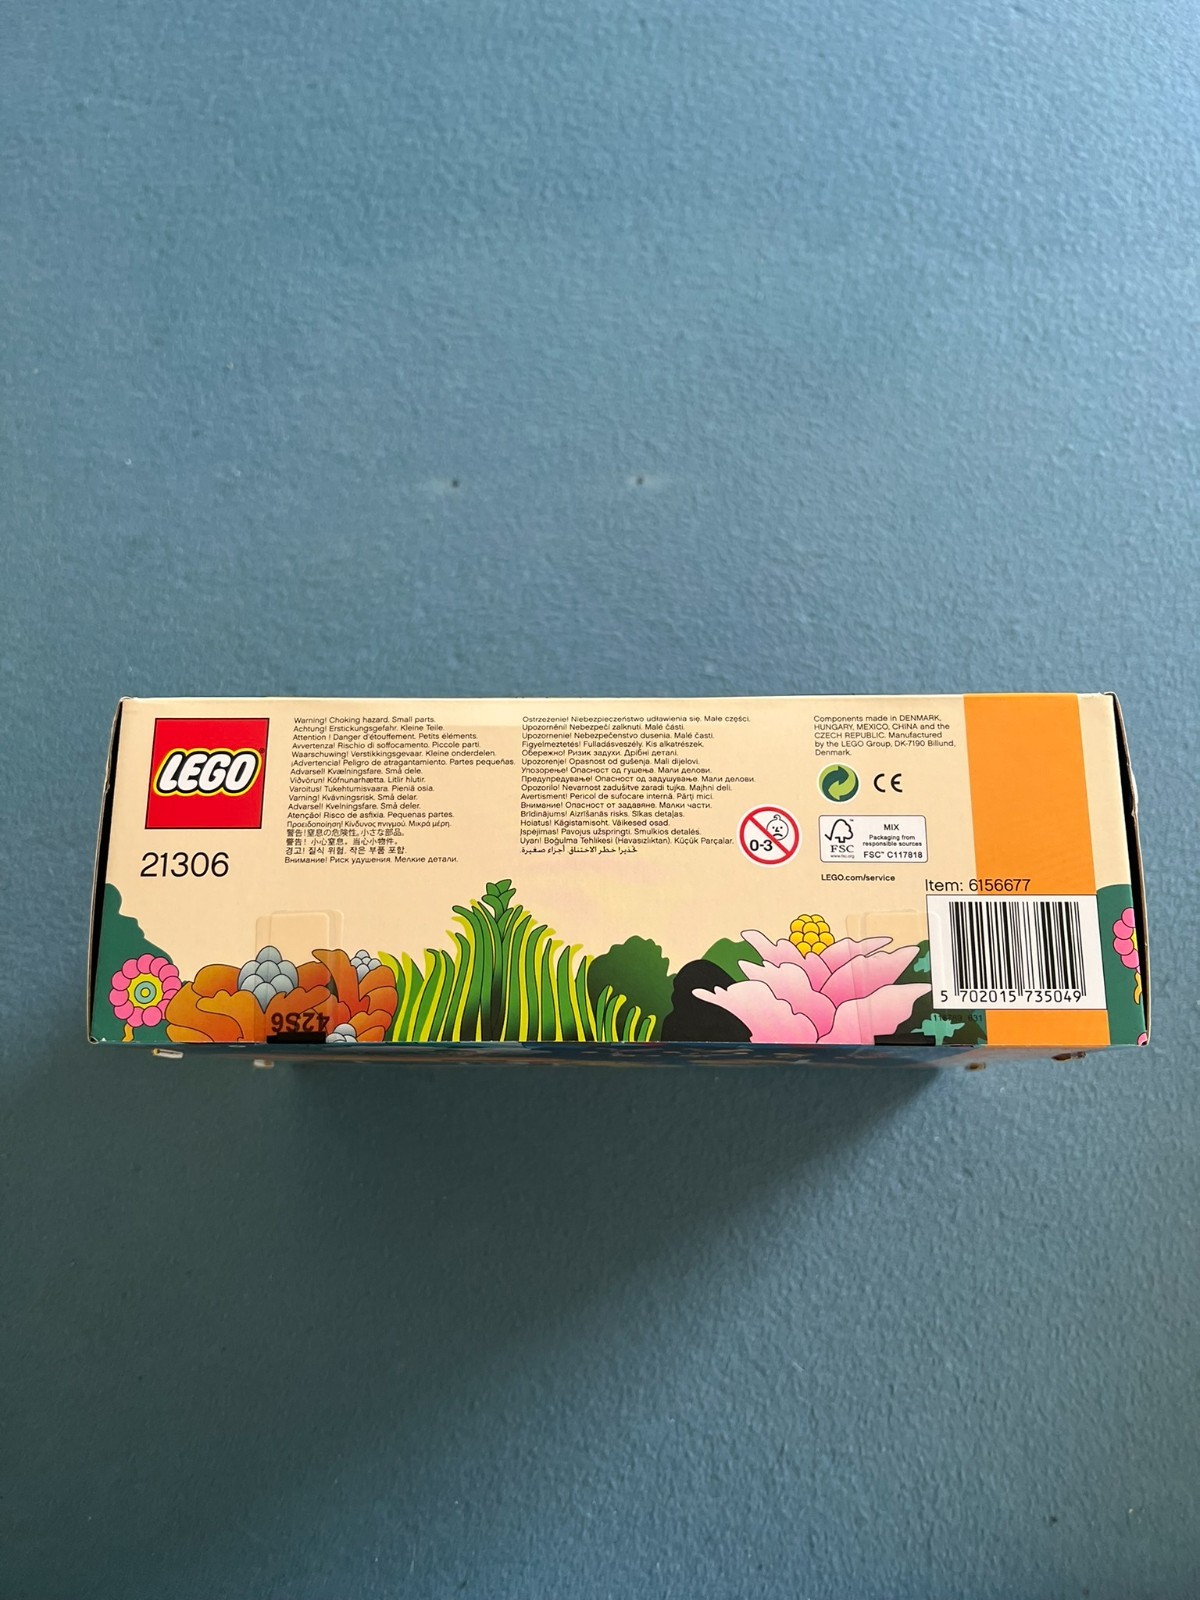 LEGO
21306
Warning! Choking hazard. Small parts.
Achtung! Erstickungsgefahr. Kleine Teile.
Attention ! Danger d'étouffement. Petits éléments.
Avvertenza! Rischio di soffocamento. Piccole parti.
Waarschuwing! Verstikkingsgevaar. Kleine onderdelen.
¡Advertencia! Peligro de atragantamiento. Partes pequeñas.
Advarsel! Kvælningsfare. Små dele.
Viðvörun! Köfnunarhætta. Litlir hlutir.
Varoitus! Tukehtumisvaara. Pieniä osia.
Varning! Kvävningsrisk. Små delar.
Advarsel! Kvelningsfare. Små deler.
Atenção! Risco de asfixia. Pequenas partes.
Προειδοποίηση! Κίνδυνος πνιγμού. Μικρά μέρη.
警告!窒息の危険性。小さな部品。
警告! 小心窒息。当心小物件。
경고! 질식 위험. 작은 부품 포함.
Внимание! Риск удушения. Мелкие детали.
Ostrzeżenie! Niebezpieczeństwo udławienia się. Małe części.
Upozornění! Nebezpečí zalknutí. Malé části.
Upozornenie! Nebezpečenstvo dusenia. Malé časti.
Figyelmeztetés! Fulladásveszély. Kis alkatrészek.
Обережно! Ризик задухи. Дрібні деталі.
Upozorenje! Opasnost od gušenja. Mali dijelovi.
Упозорење! Опасност од гушења. Мали делови.
Предупредување! Опасност од задушување. Мали делови.
Opozorilo! Nevarnost zadušitve zaradi tujka. Majhni deli.
Avertisment! Pericol de sufocare internă. Părți mici.
Внимание! Опасност от задавяне. Малки части.
Brīdinājums! Aizrīšanās risks. Sīkas detaļas.
Hoiatus! Kägistamisoht. Väikesed osad.
Įspėjimas! Pavojus užspringti. Smulkios detalės.
Uyarı! Boğulma Tehlikesi (Havasızlıktan). Küçük Parçalar.
تحذير! خطر الاختناق. أجزاء صغيرة.
0-3
Components made in DENMARK,
HUNGARY, MEXICO, CHINA and the
CZECH REPUBLIC. Manufactured
by the LEGO Group, DK-7190 Billund,
Denmark.
CE
FSC
www.fsc.org
MIX
Packaging from
responsible sources
FSC™ C117818
LEGO.com/service
Item: 6156677
5 702015 735049
42S6